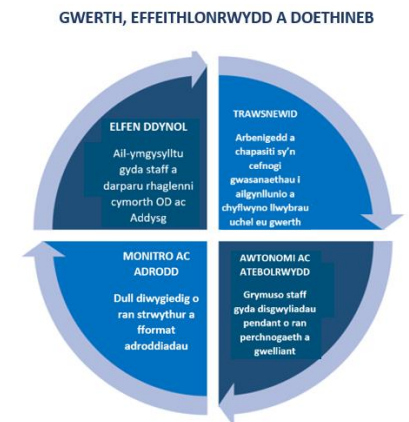 GWERTH, EFFEITHLONRWYDD A DOETHINEB
ELFEN DDYNOL
Ail-ymgysylltu
gyda staff a
darparu rhaglenni
cymorth OD ac
Addysg
TRAWSNEWID
Arbenigedd a
chapasiti sy’n
cefnogi
gwasanaethau i
ailgynllunio a
chyflwyno llwybrau
uchel eu gwerth
MONITRO AC
ADRODD
Dull diwygiedig o
ran strwythur a
fformat
adroddiadau
AWTONOMI AC
ATEBOLRWYDD
Grymuso staff
gyda disgwyliadau
pendant o ran
perchnogaeth a
gwelliant